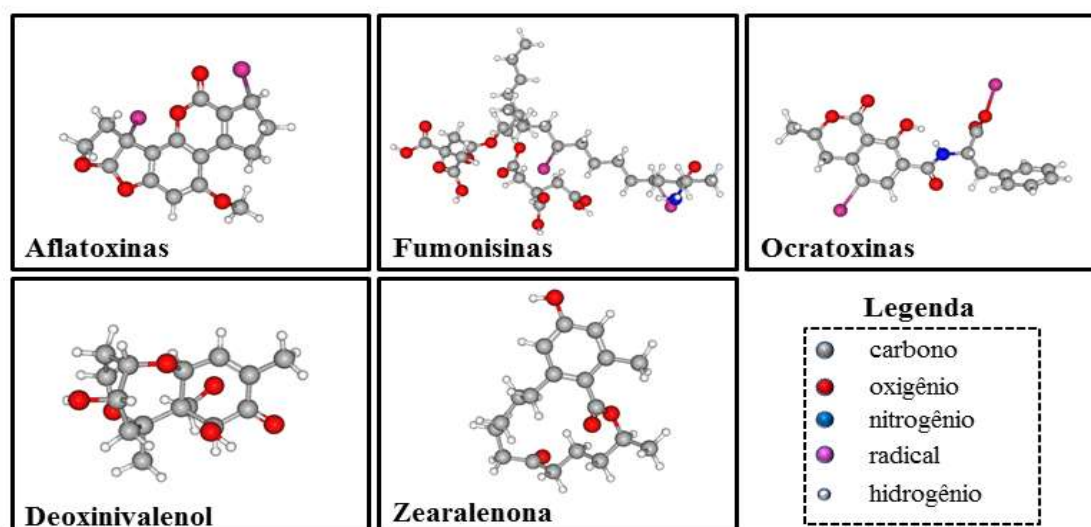 Aflatoxinas
Fumonisinas
Ocratoxinas
Deoxinivalenol
Zearalenona
Legenda
carbono
oxigênio
nitrogênio
radical
hidrogênio